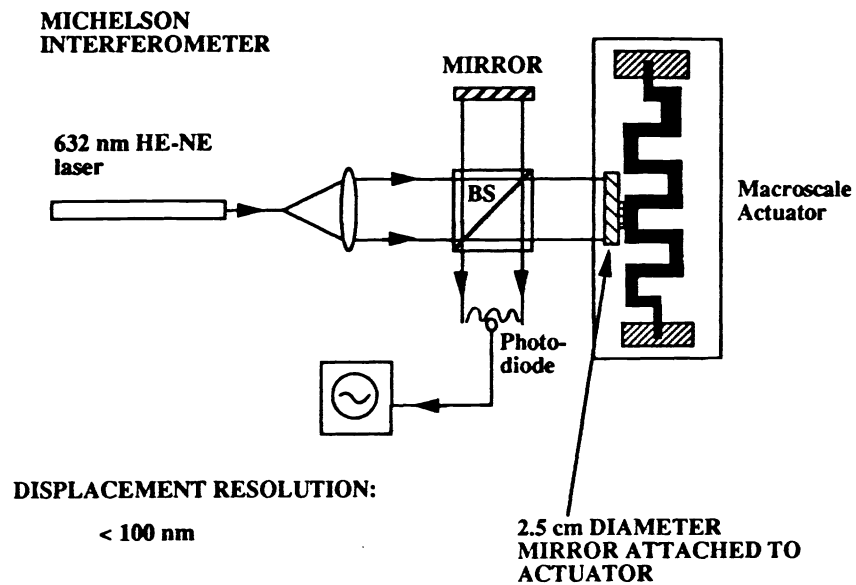 MICHELSON
INTERFEROMETER
MIRROR
632 nm HE-NE
laser
BS
Macroscale
Actuator
Photo-
diode
DISPLACEMENT RESOLUTION:
< 100 nm
2.5 cm DIAMETER
MIRROR ATTACHED TO
ACTUATOR